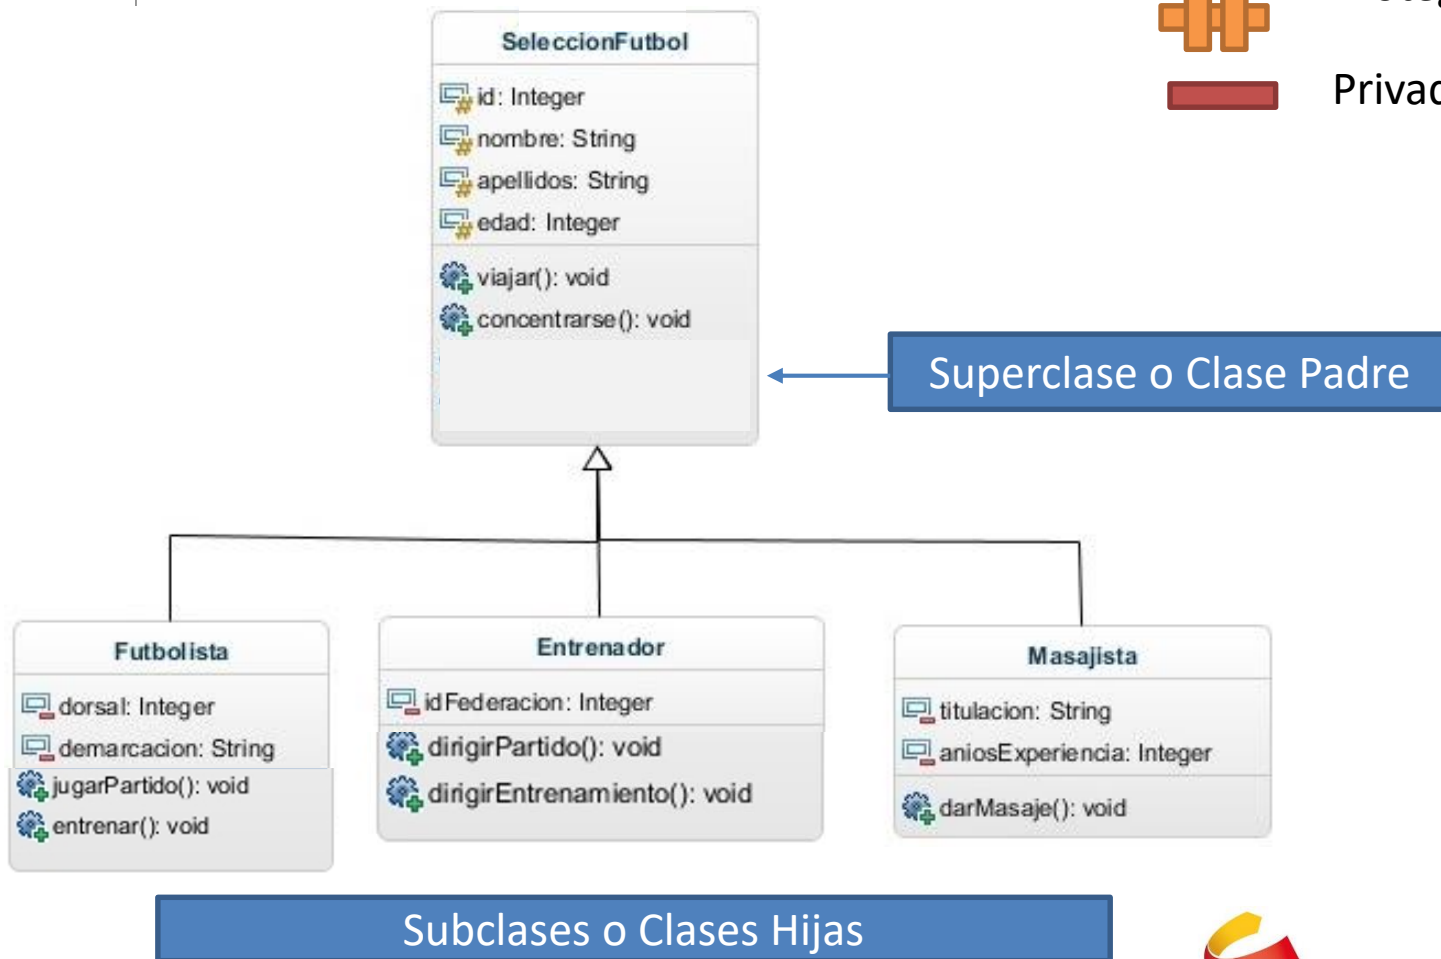 SeleccionFutbol
id: Integer
nombre: String
apellidos: String
edad: Integer
viajar(): void
concentrarse(): void
Superclase o Clase Padre
Futbolista
dorsal: Integer
demarcacion: String
jugarPartido(): void
entrenar(): void
Entrenador
idFederacion: Integer
dirigirPartido(): void
dirigirEntrenamiento(): void
Masajista
titulacion: String
aniosExperiencia: Integer
darMasaje(): void
Subclases o Clases Hijas